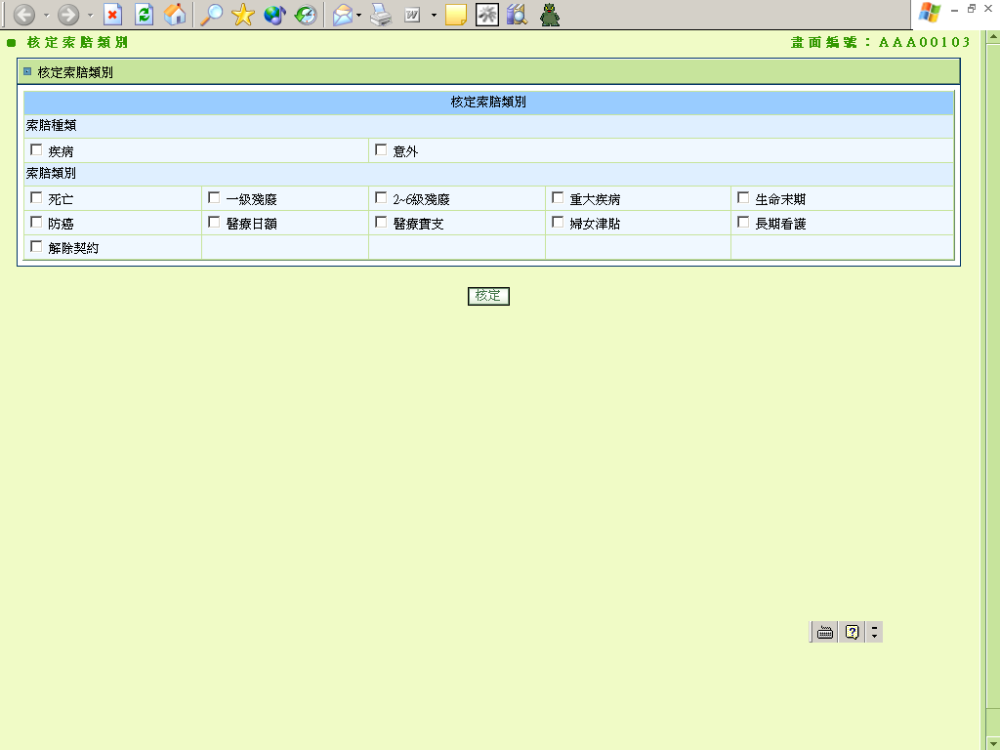 核定索賠類別 畫面編號：AAA00103
核定索賠類別
核定索賠類別
索賠種類
疾病 意外
索賠類別
死亡 一級殘廢 2~6級殘廢 重大疾病 生命末期
防癌 醫療日額 醫療實支 婦女津貼 長期看護
解除契約
核定